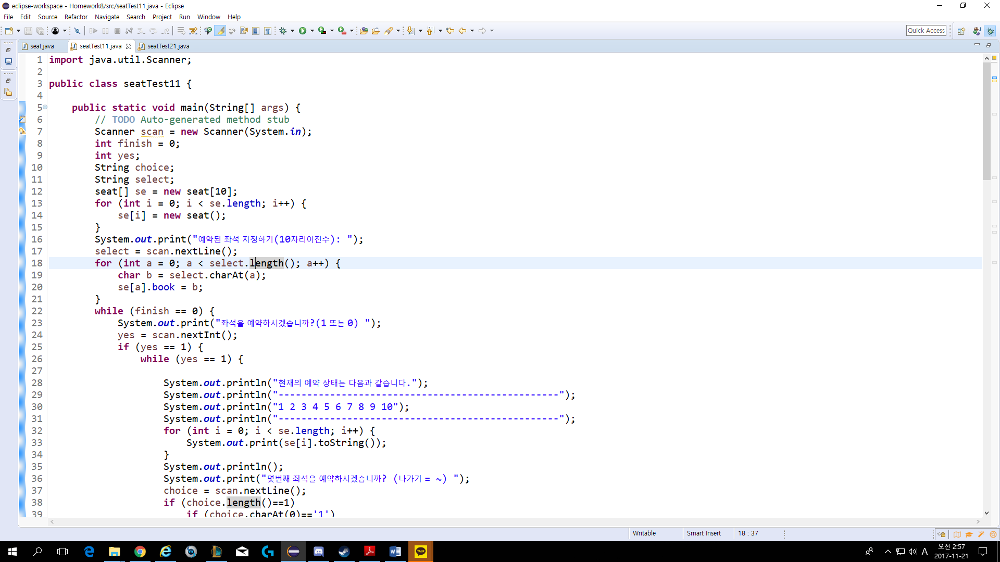 eclipse-workspace - Homework8/src/seatTest11.java - Eclipse
File Edit Source Refactor Navigate Search Project Run Window Help
Quick Access
seat.java seatTest11.java seatTest21.java
1 import java.util.Scanner;
2
3 public class seatTest11 {
4
5 public static void main(String[] args) {
6 // TODO Auto-generated method stub
7 Scanner scan = new Scanner(System.in);
8 int finish = 0;
9 int yes;
10 String choice;
11 String select;
12 seat[] se = new seat[10];
13 for (int i = 0; i < se.length; i++) {
14 se[i] = new seat();
15 }
16 System.out.print("예약된 좌석 지정하기(10자리이진수): ");
17 select = scan.nextLine();
18 for (int a = 0; a < select.length(); a++) {
19 char b = select.charAt(a);
20 se[a].book = b;
21 }
22 while (finish == 0) {
23 System.out.print("좌석을 예약하시겠습니까?(1 또는 0) ");
24 yes = scan.nextInt();
25 if (yes == 1) {
26 while (yes == 1) {
27
28 System.out.println("현재의 예약 상태는 다음과 같습니다.");
29 System.out.println("-------------------------------------------------");
30 System.out.println("1 2 3 4 5 6 7 8 9 10");
31 System.out.println("-------------------------------------------------");
32 for (int i = 0; i < se.length; i++) {
33 System.out.print(se[i].toString());
34 }
35 System.out.println();
36 System.out.print("몇번째 좌석을 예약하시겠습니까? (나가기 = ~) ");
37 choice = scan.nextLine();
38 if (choice.length()==1)
39 if (choice.charAt(0)=='1')
Writable Smart Insert 18 : 37
TALK
A 오전 2:57
2017-11-21